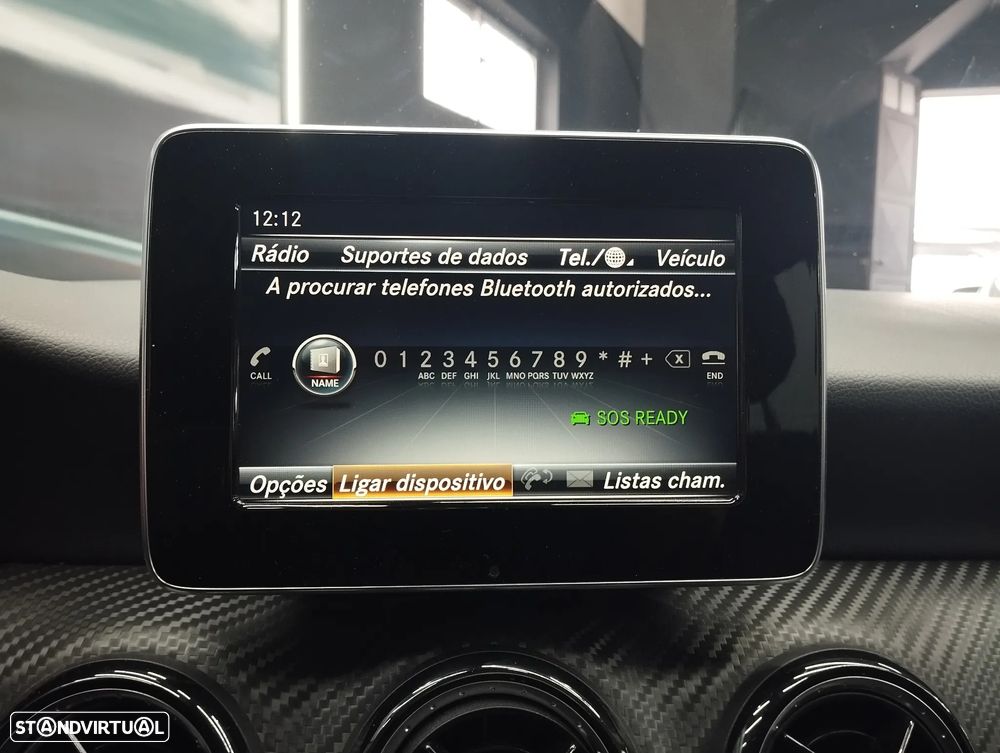 12:12
Rádio Suportes de dados Tel./ Veículo
A procurar telefones Bluetooth autorizados...
CALL NAME 0 1 2 3 4 5 6 7 8 9 * # + END
ABC DEF GHI JKL MNO PQRS TUV WXYZ
SOS READY
Opções Ligar dispositivo Listas cham.
STANDVIRTUAL